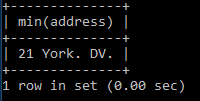 +---------------+
| min(address) |
+---------------+
| 21 York. DV. |
+---------------+
1 row in set (0.00 sec)